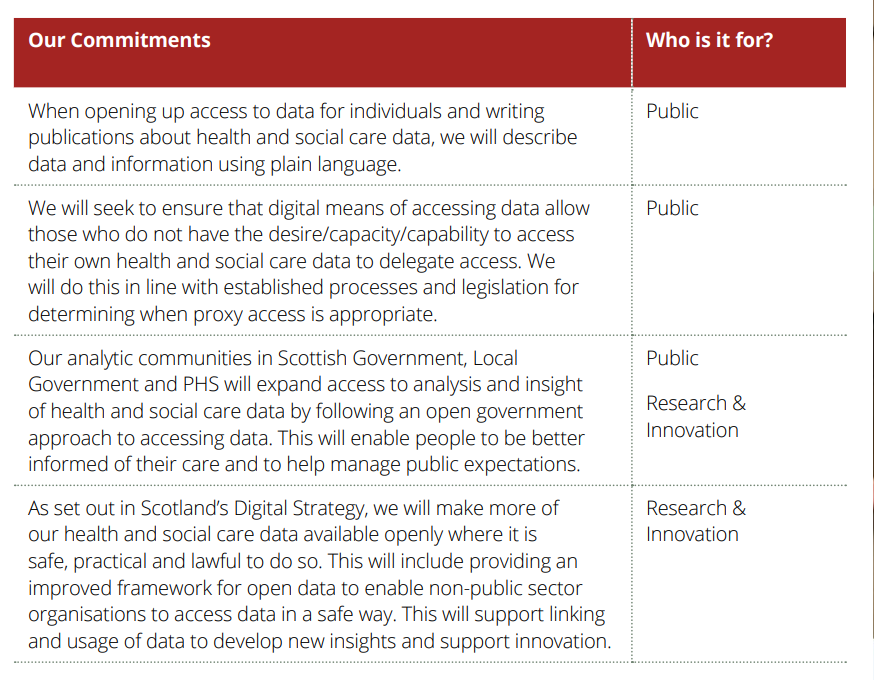 Our Commitments
Who is it for?
When opening up access to data for individuals and writing
publications about health and social care data, we will describe
data and information using plain language.
Public
We will seek to ensure that digital means of accessing data allow
those who do not have the desire/capacity/capability to access
their own health and social care data to delegate access. We
will do this in line with established processes and legislation for
determining when proxy access is appropriate.
Public
Our analytic communities in Scottish Government, Local
Government and PHS will expand access to analysis and insight
of health and social care data by following an open government
approach to accessing data. This will enable people to be better
informed of their care and to help manage public expectations.
Public
Research &
Innovation
As set out in Scotland’s Digital Strategy, we will make more of
our health and social care data available openly where it is
safe, practical and lawful to do so. This will include providing an
improved framework for open data to enable non-public sector
organisations to access data in a safe way. This will support linking
and usage of data to develop new insights and support innovation.
Research &
Innovation